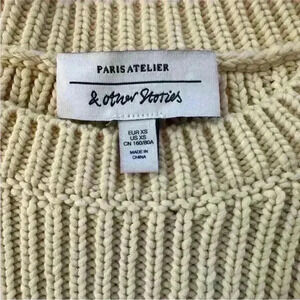 PARIS ATELIER
& other Stories
EUR XS
US XS
CN 160/80A
MADE IN
CHINA